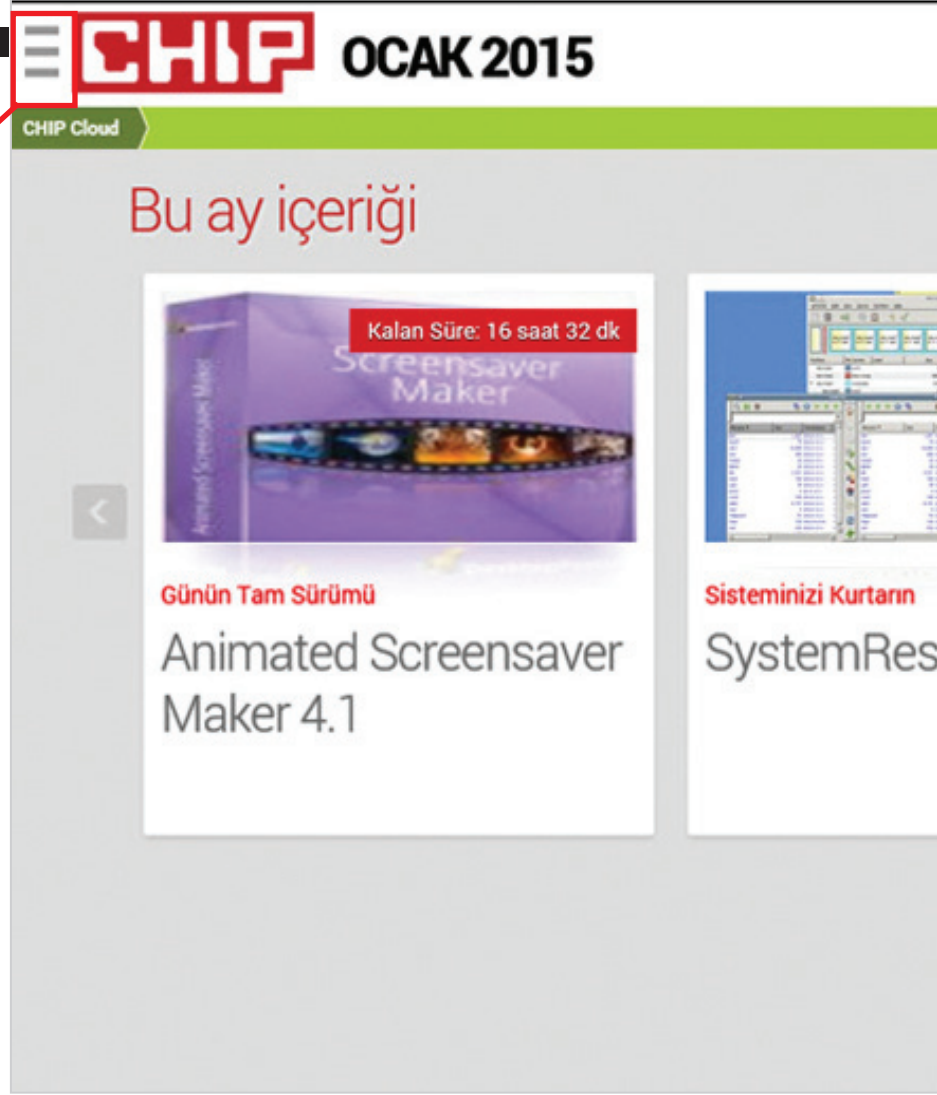 CHIP OCAK 2015
CHIP Cloud
Bu ay içeriği
Kalan Süre: 16 saat 32 dk
Screensaver
Maker
Animated Screensaver
Günün Tam Sürümü
Animated Screensaver
Maker 4.1
Sisteminizi Kurtarın
SystemRes